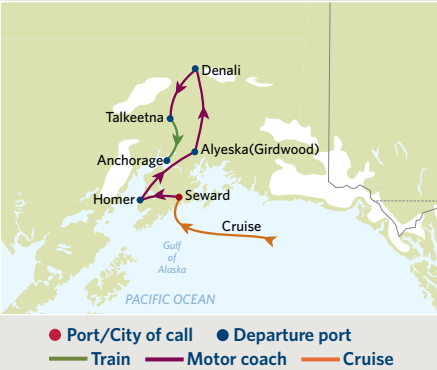 Denali
Talkeetna
Alyeska(Girdwood)
Anchorage
Homer
Seward
Cruise
Gulf
of
Alaska
PACIFIC OCEAN
Port/City of call
Departure port
Train
Motor coach
Cruise